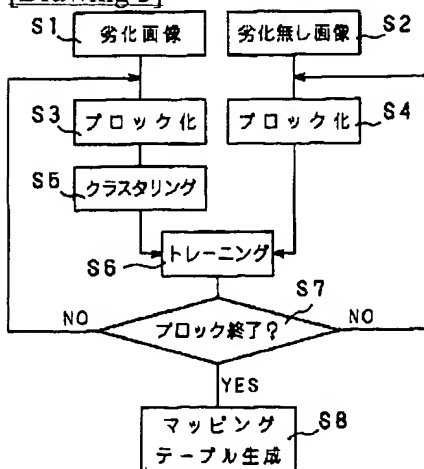 S1
劣化画像
劣化無し画像
S2
S3
ブロック化
ブロック化
S4
S5
クラスタリング
トレーニング
S6
S7
NO
ブロック終了?
NO
YES
マッピング
テーブル生成
S8